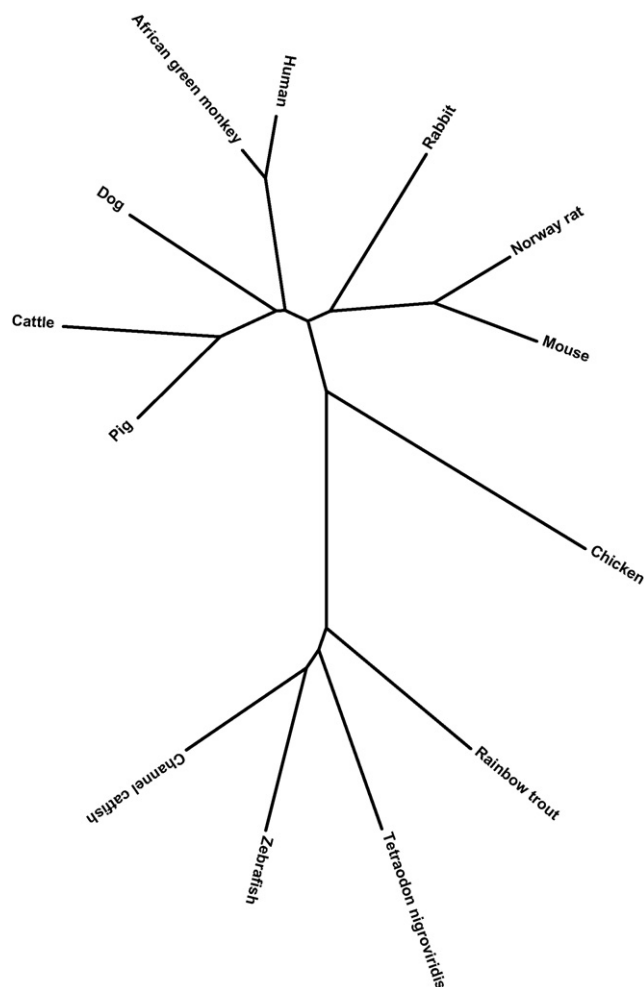 African green monkey
Human
Rabbit
Dog
Norway rat
Cattle
Mouse
Pig
Chicken
Channel catfish
Rainbow trout
Zebrafish
Tetraodon nigroviridis